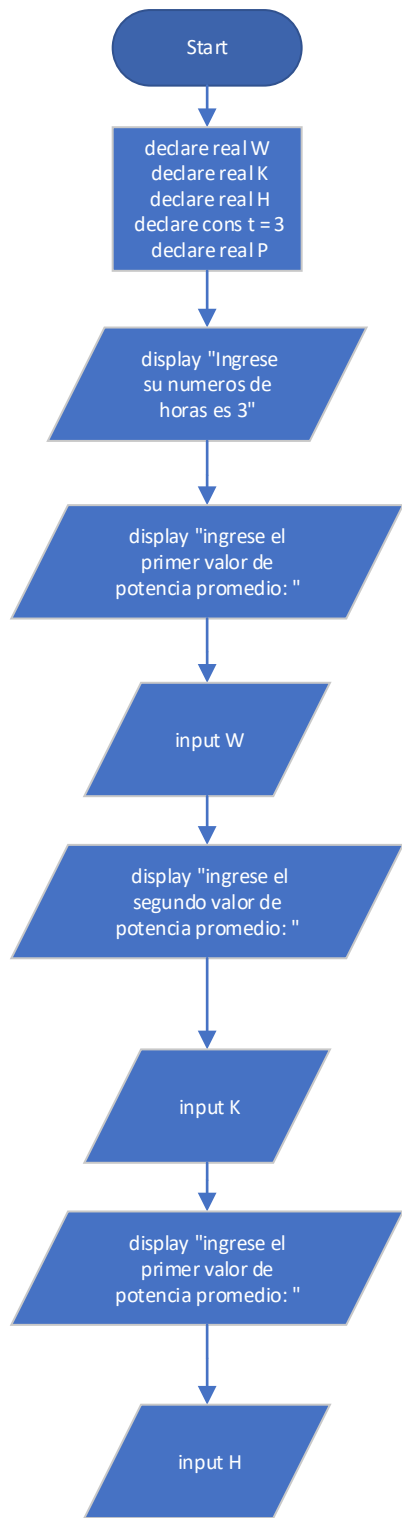 Start
declare real W
declare real K
declare real H
declare cons t = 3
declare real P
display "Ingrese
su numeros de
horas es 3"
display "ingrese el
primer valor de
potencia promedio: "
input W
display "ingrese el
segundo valor de
potencia promedio: "
input K
display "ingrese el
primer valor de
potencia promedio: "
input H